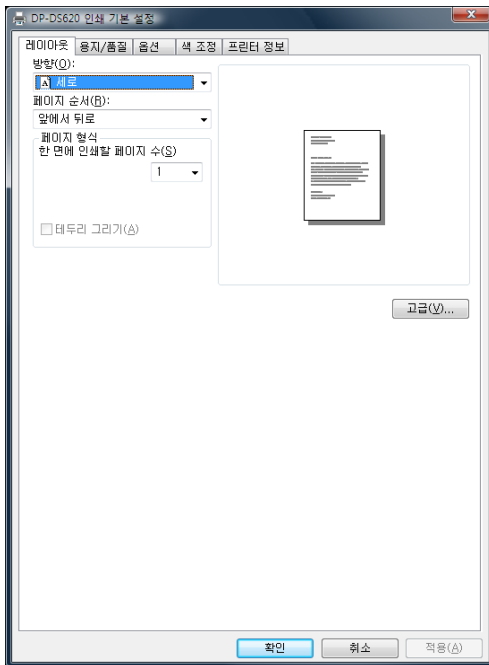 DP-DS620 인쇄 기본 설정
레이아웃 용지/품질 옵션 색 조정 프린터 정보
방향(O):
세로
페이지 순서(R):
앞에서 뒤로
페이지 형식
한 면에 인쇄할 페이지 수(S)
1
테두리 그리기(A)
고급(V)...
확인 취소 적용(A)